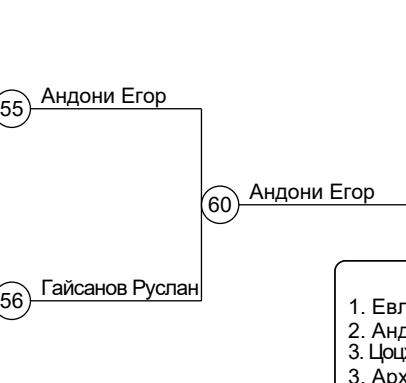 55 Андони Егор
60 Андони Егор
56 Гайсанов Руслан
1. Евл
2. Анд
3. Цоц
3. Арх